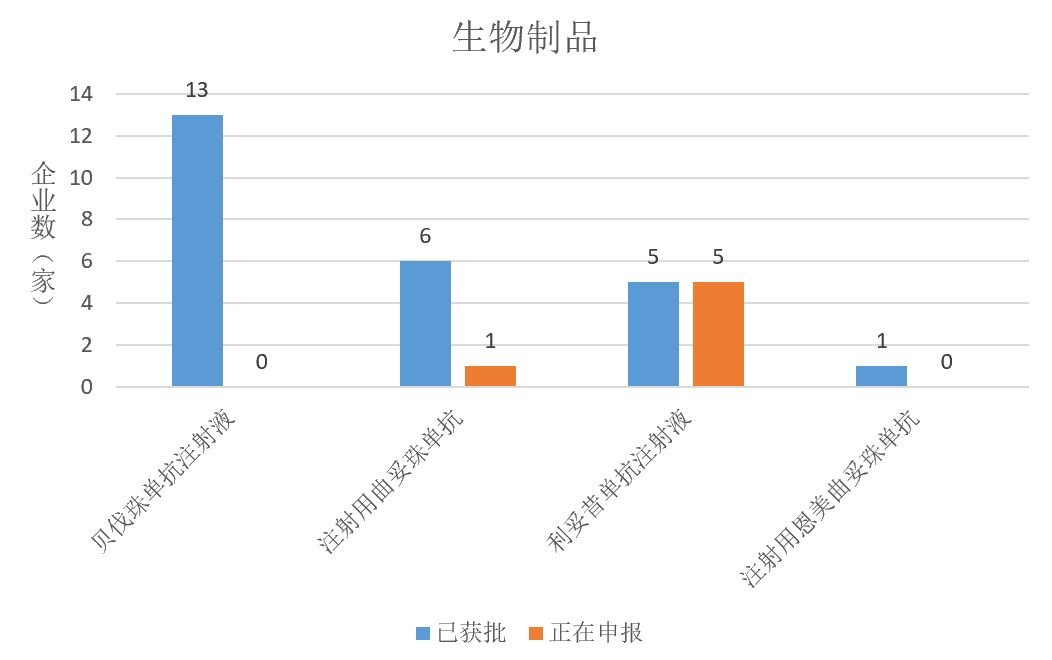 生物制品
企业数（家）
14
12
10
8
6
4
2
0
13
0
6
1
5
5
1
0
贝伐珠单抗注射液
注射用曲妥珠单抗
利妥昔单抗注射液
注射用恩美曲妥珠单抗
已获批
正在申报